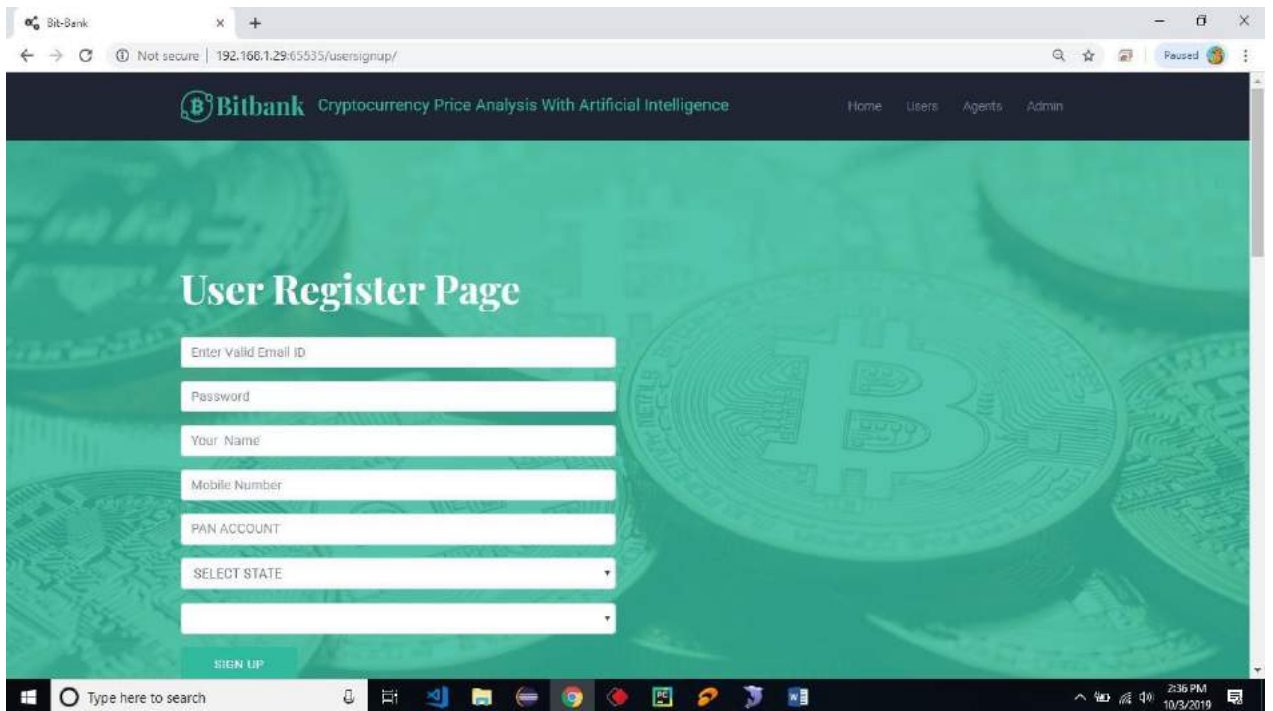 Bit-Bank
Not secure | 192.168.1.29:65535/usersignup/
Paused
Bitbank Cryptocurrency Price Analysis With Artificial Intelligence
Home Users Agents Admin
User Register Page
Enter Valid Email ID
Password
Your Name
Mobile Number
PAN ACCOUNT
SELECT STATE
SIGN UP
Type here to search
2:36 PM
10/3/2019